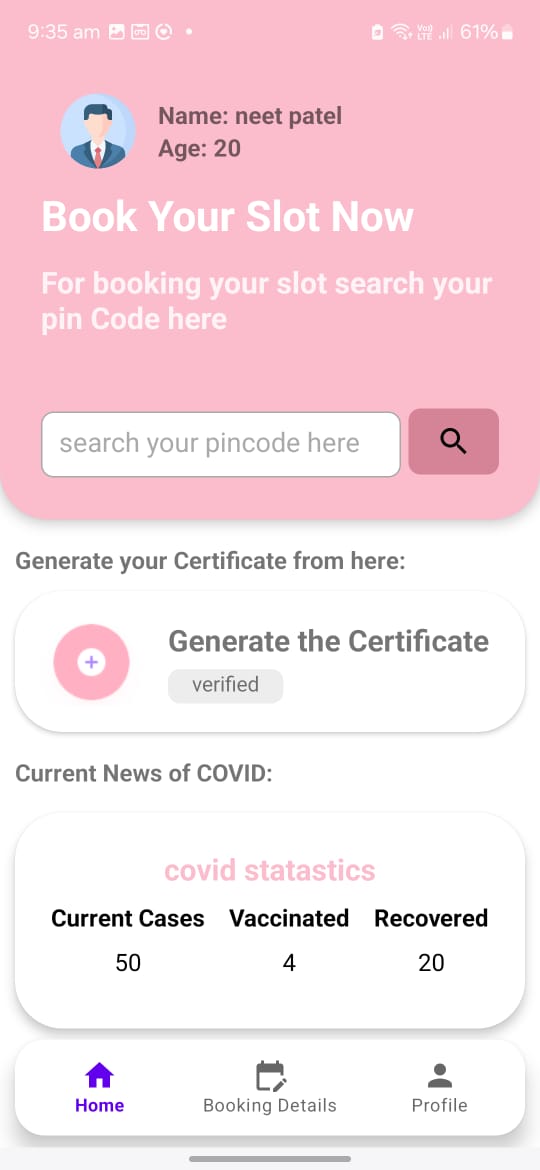 9:35 am
Vo) LTE 61%
Name: neet patel
Age: 20
Book Your Slot Now
For booking your slot search your
pin Code here
search your pincode here
Generate your Certificate from here:
Generate the Certificate
verified
Current News of COVID:
covid statastics
Current Cases Vaccinated Recovered
50 4 20
Home Booking Details Profile